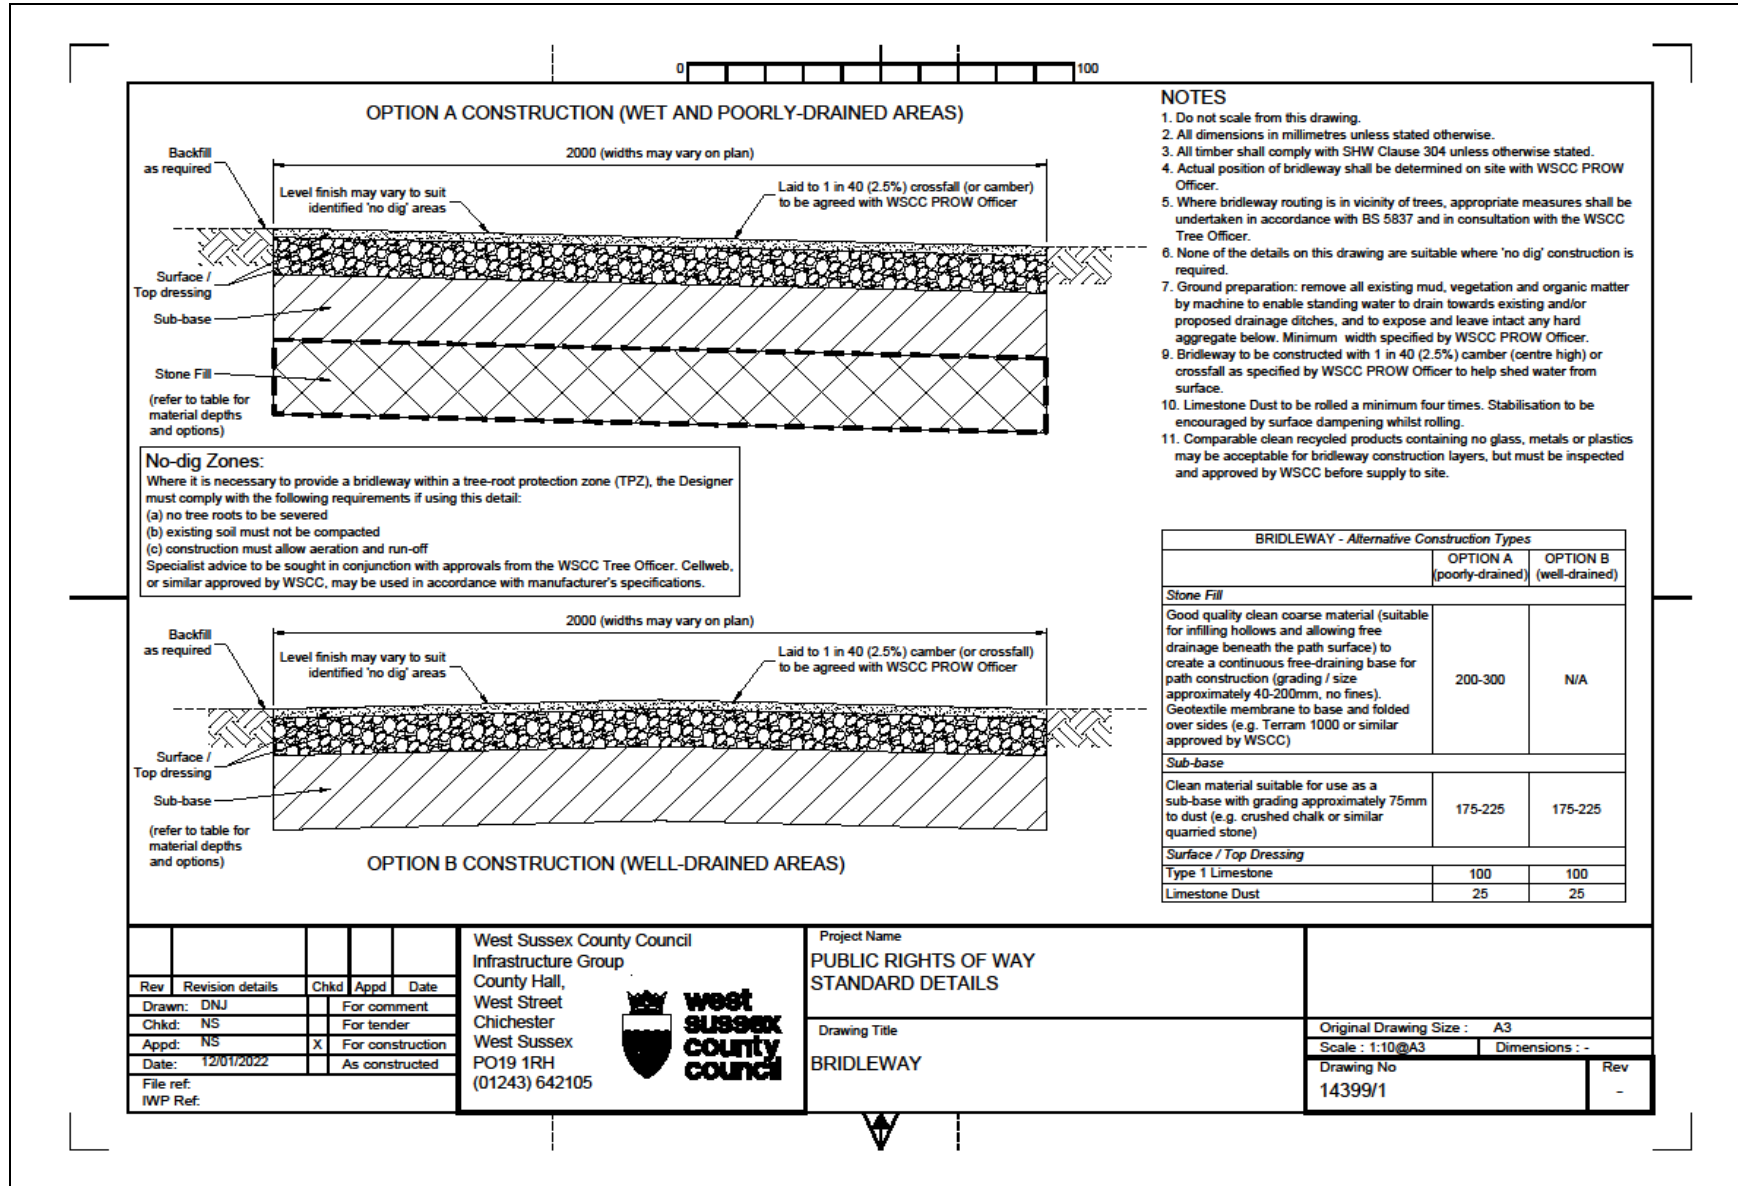 0
100
OPTION A CONSTRUCTION (WET AND POORLY-DRAINED AREAS)
Backfill
as required
2000 (widths may vary on plan)
Level finish may vary to suit
identified 'no dig' areas
Laid to 1 in 40 (2.5%) crossfall (or camber)
to be agreed with WSCC PROW Officer
Surface /
Top dressing
Sub-base
Stone Fill
(refer to table for
material depths
and options)
No-dig Zones:
Where it is necessary to provide a bridleway within a tree-root protection zone (TPZ), the Designer
must comply with the following requirements if using this detail:
(a) no tree roots to be severed
(b) existing soil must not be compacted
(c) construction must allow aeration and run-off
Specialist advice to be sought in conjunction with approvals from the WSCC Tree Officer. Cellweb,
or similar approved by WSCC, may be used in accordance with manufacturer's specifications.
2000 (widths may vary on plan)
Backfill
as required
Level finish may vary to suit
identified 'no dig' areas
Laid to 1 in 40 (2.5%) camber (or crossfall)
to be agreed with WSCC PROW Officer
Surface /
Top dressing
Sub-base
(refer to table for
material depths
and options)
OPTION B CONSTRUCTION (WELL-DRAINED AREAS)
NOTES
1. Do not scale from this drawing.
2. All dimensions in millimetres unless stated otherwise.
3. All timber shall comply with SHW Clause 304 unless otherwise stated.
4. Actual position of bridleway shall be determined on site with WSCC PROW
Officer.
5. Where bridleway routing is in vicinity of trees, appropriate measures shall be
undertaken in accordance with BS 5837 and in consultation with the WSCC
Tree Officer.
6. None of the details on this drawing are suitable where 'no dig' construction is
required.
7. Ground preparation: remove all existing mud, vegetation and organic matter
by machine to enable standing water to drain towards existing and/or
proposed drainage ditches, and to expose and leave intact any hard
aggregate below. Minimum width specified by WSCC PROW Officer.
9. Bridleway to be constructed with 1 in 40 (2.5%) camber (centre high) or
crossfall as specified by WSCC PROW Officer to help shed water from
surface.
10. Limestone Dust to be rolled a minimum four times. Stabilisation to be
encouraged by surface dampening whilst rolling.
11. Comparable clean recycled products containing no glass, metals or plastics
may be acceptable for bridleway construction layers, but must be inspected
and approved by WSCC before supply to site.
BRIDLEWAY - Alternative Construction Types
OPTION A OPTION B
(poorly-drained) (well-drained)
Stone Fill
Good quality clean coarse material (suitable
for infilling hollows and allowing free
drainage beneath the path surface) to
create a continuous free-draining base for
path construction (grading / size
approximately 40-200mm, no fines).
Geotextile membrane to base and folded
over sides (e.g. Terram 1000 or similar
approved by WSCC)
200-300 N/A
Sub-base
Clean material suitable for use as a
sub-base with grading approximately 75mm
to dust (e.g. crushed chalk or similar
quarried stone)
175-225 175-225
Surface / Top Dressing
Type 1 Limestone 100 100
Limestone Dust 25 25
Rev Revision details Chkd Appd Date
Drawn: DNJ For comment
Chkd: NS For tender
Appd: NS X For construction
Date: 12/01/2022 As constructed
File ref:
IWP Ref:
West Sussex County Council
Infrastructure Group
County Hall,
West Street
Chichester
West Sussex
PO19 1RH
(01243) 642105
west
sussex
county
council
Project Name
PUBLIC RIGHTS OF WAY
STANDARD DETAILS
Drawing Title
BRIDLEWAY
Original Drawing Size : A3
Scale : 1:10@A3 Dimensions : -
Drawing No Rev
14399/1 -